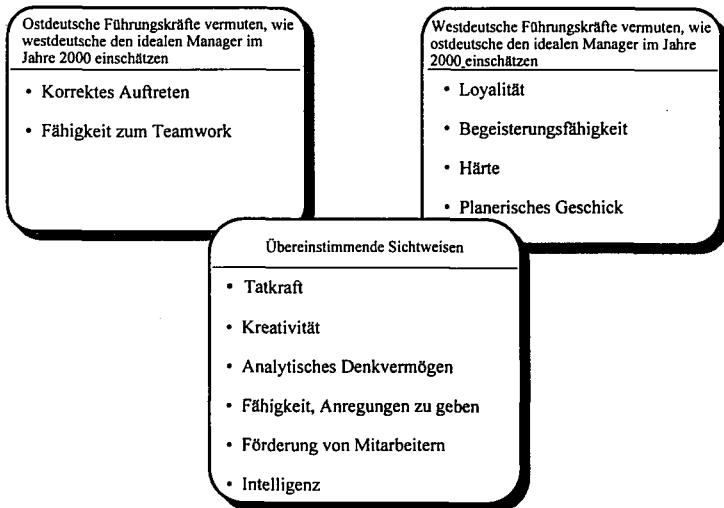 Ostdeutsche Führungskräfte vermuten, wie
westdeutsche den idealen Manager im
Jahre 2000 einschätzen
• Korrektes Auftreten
• Fähigkeit zum Teamwork
Westdeutsche Führungskräfte vermuten, wie
ostdeutsche den idealen Manager im Jahre
2000 einschätzen
• Loyalität
• Begeisterungsfähigkeit
• Härte
• Planerisches Geschick
Übereinstimmende Sichtweisen
• Tatkraft
• Kreativität
• Analytisches Denkvermögen
• Fähigkeit, Anregungen zu geben
• Förderung von Mitarbeitern
• Intelligenz